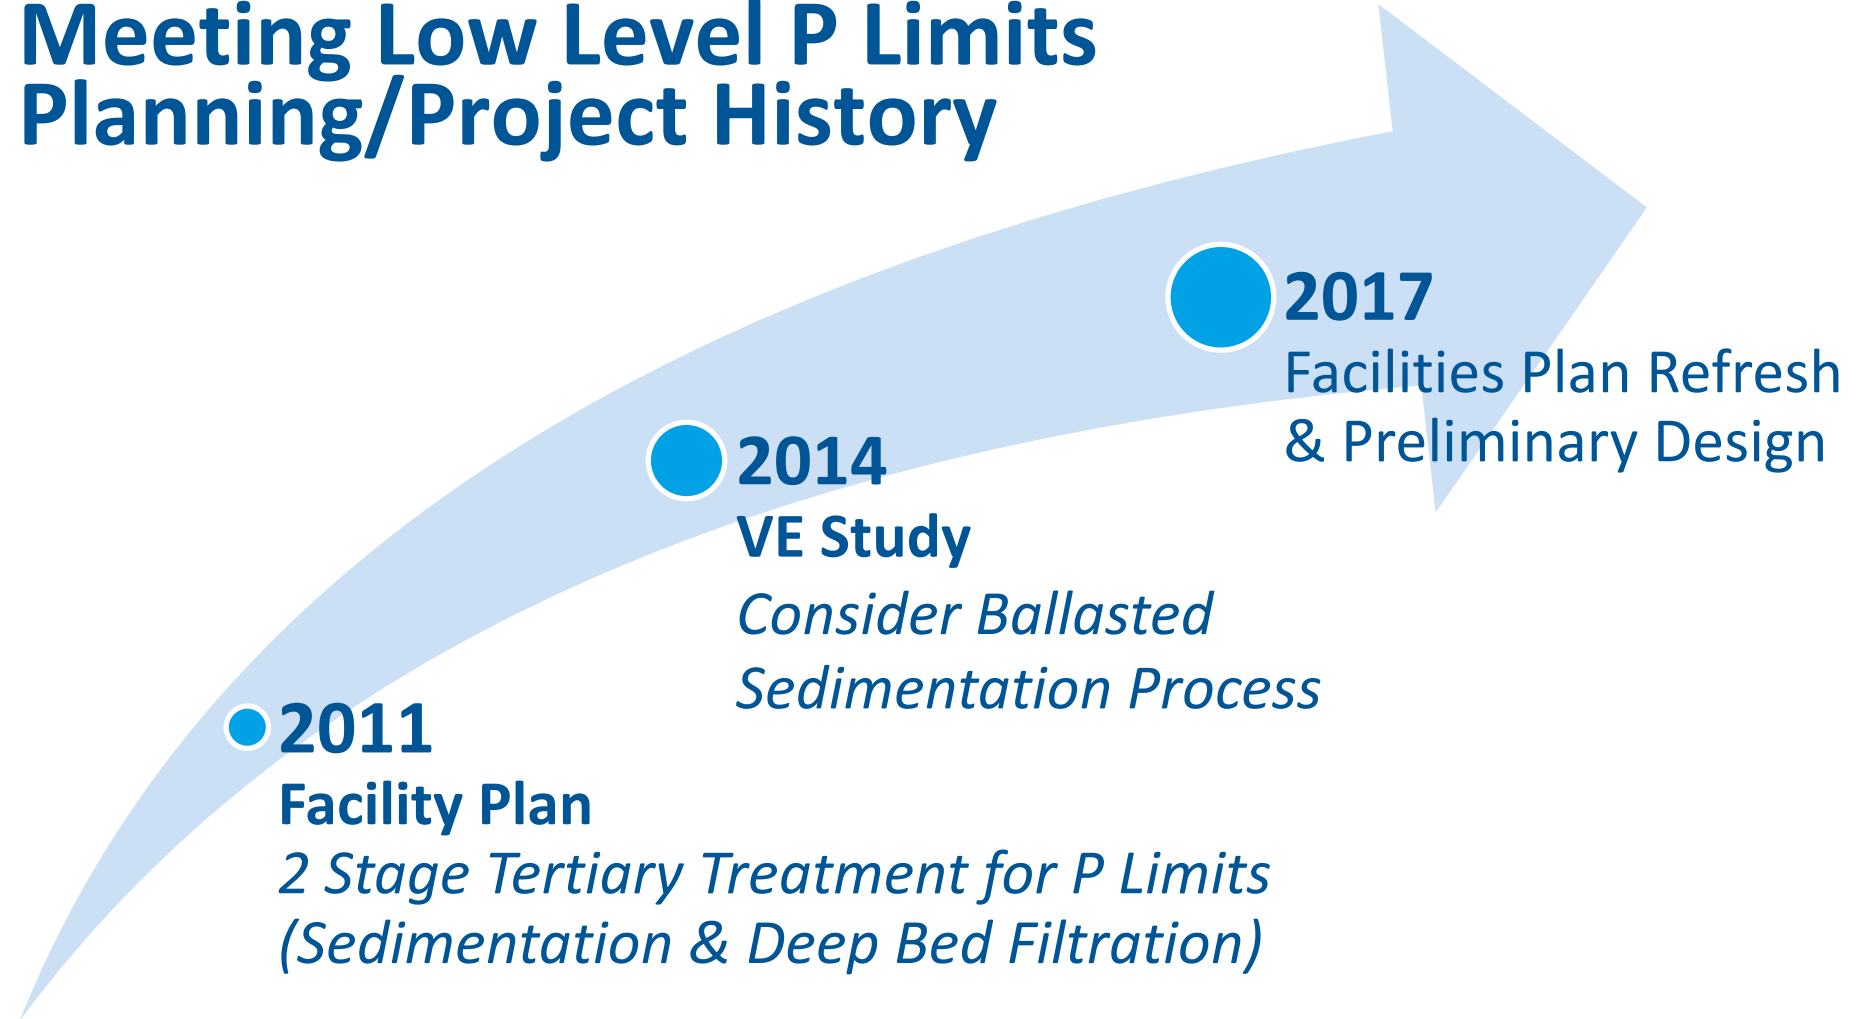 Meeting Low Level P Limits
Planning/Project History
2017
Facilities Plan Refresh
& Preliminary Design
2014
VE Study
Consider Ballasted
Sedimentation Process
2011
Facility Plan
2 Stage Tertiary Treatment for P Limits
(Sedimentation & Deep Bed Filtration)